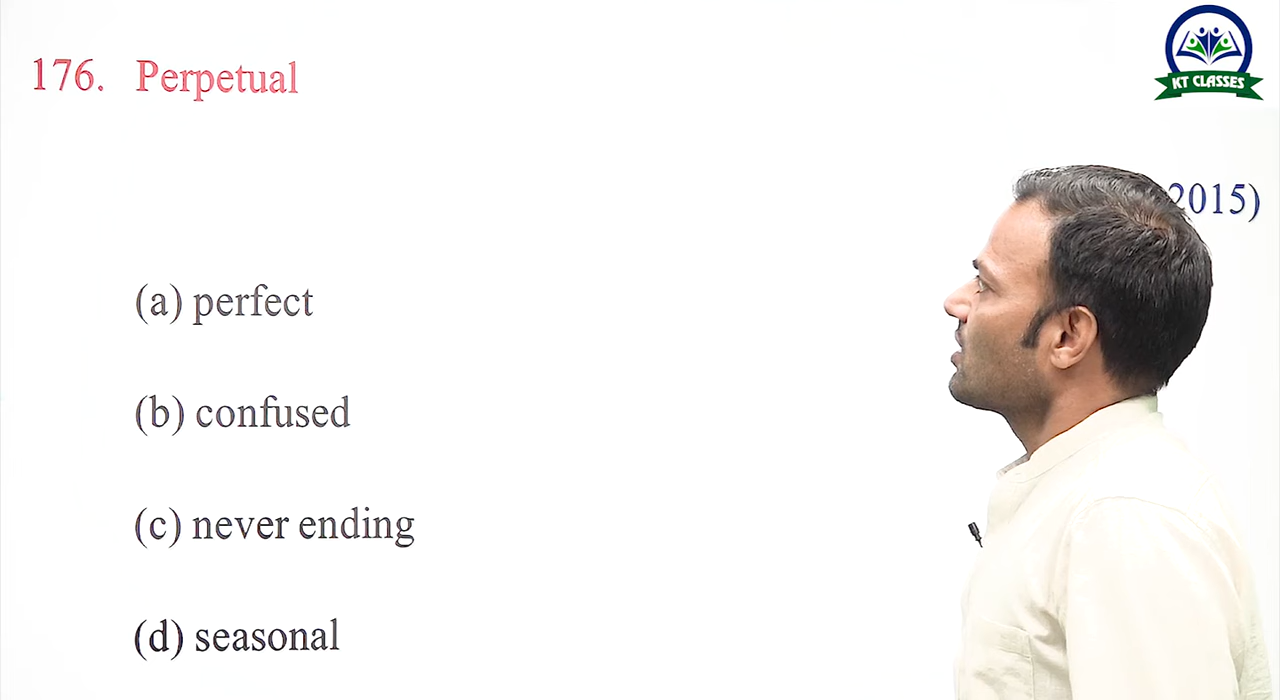 KT CLASSES
176. Perpetual
2015)
(a) perfect
(b) confused
(c) never ending
(d) seasonal